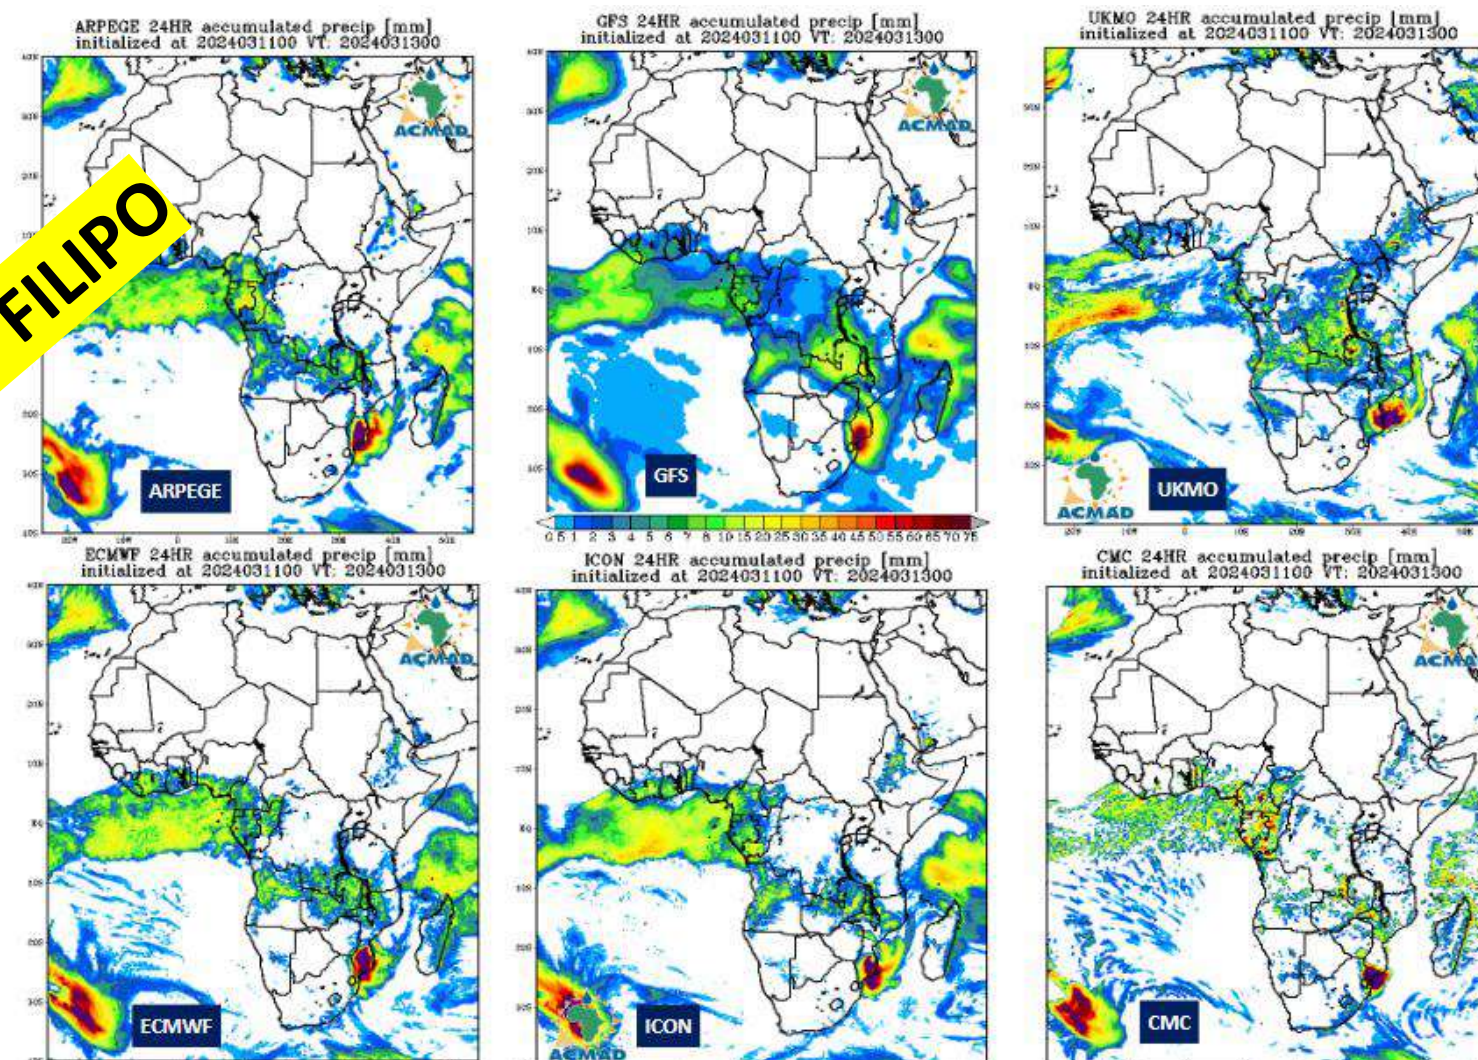 ARPEGE 24HR accumulated precip [mm]
initialized at 2024031100 VT: 2024031300
ACMAD
FILIPO
ARPEGE
GFS 24HR accumulated precip [mm]
initialized at 2024031100 VT: 2024031300
ACMAD
GFS
0.5 1 2 3 4 5 6 7 8 10 15 20 25 30 35 40 45 50 55 60 65 70 75
UKMO 24HR accumulated precip [mm]
initialized at 2024031100 VT: 2024031300
ACMAD
UKMO
ECMWF 24HR accumulated precip [mm]
initialized at 2024031100 VT: 2024031300
ACMAD
ECMWF
ICON 24HR accumulated precip [mm]
initialized at 2024031100 VT: 2024031300
ACMAD
ICON
CMC 24HR accumulated precip [mm]
initialized at 2024031100 VT: 2024031300
ACMA
CMC